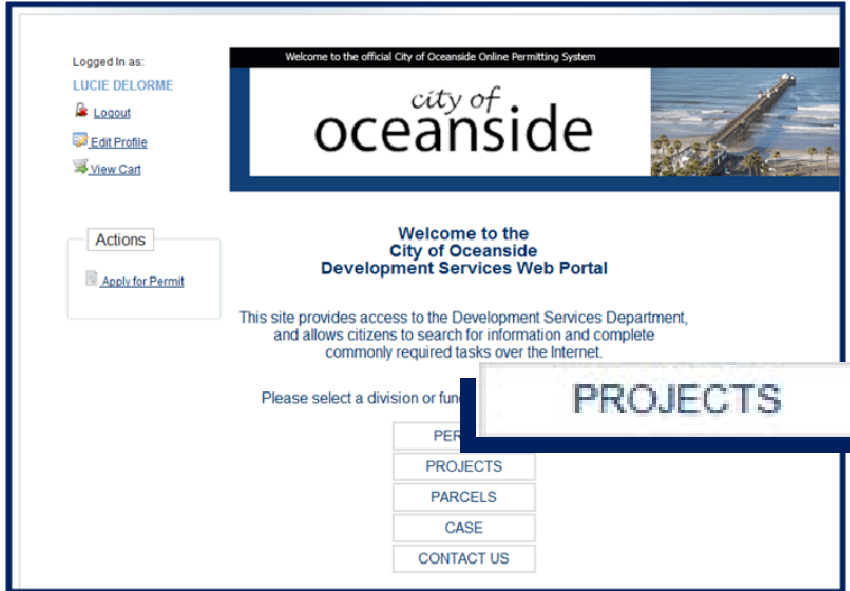 Logged In as:
LUCIE DELORME
Logout
Edit Profile
View Cart
Actions
Apply for Permit
Welcome to the official City of Oceanside Online Permitting System
city of
oceanside
Welcome to the
City of Oceanside
Development Services Web Portal
This site provides access to the Development Services Department,
and allows citizens to search for information and complete
commonly required tasks over the Internet.
Please select a division or
PROJECTS
PROJECTS
PARCELS
CASE
CONTACT US